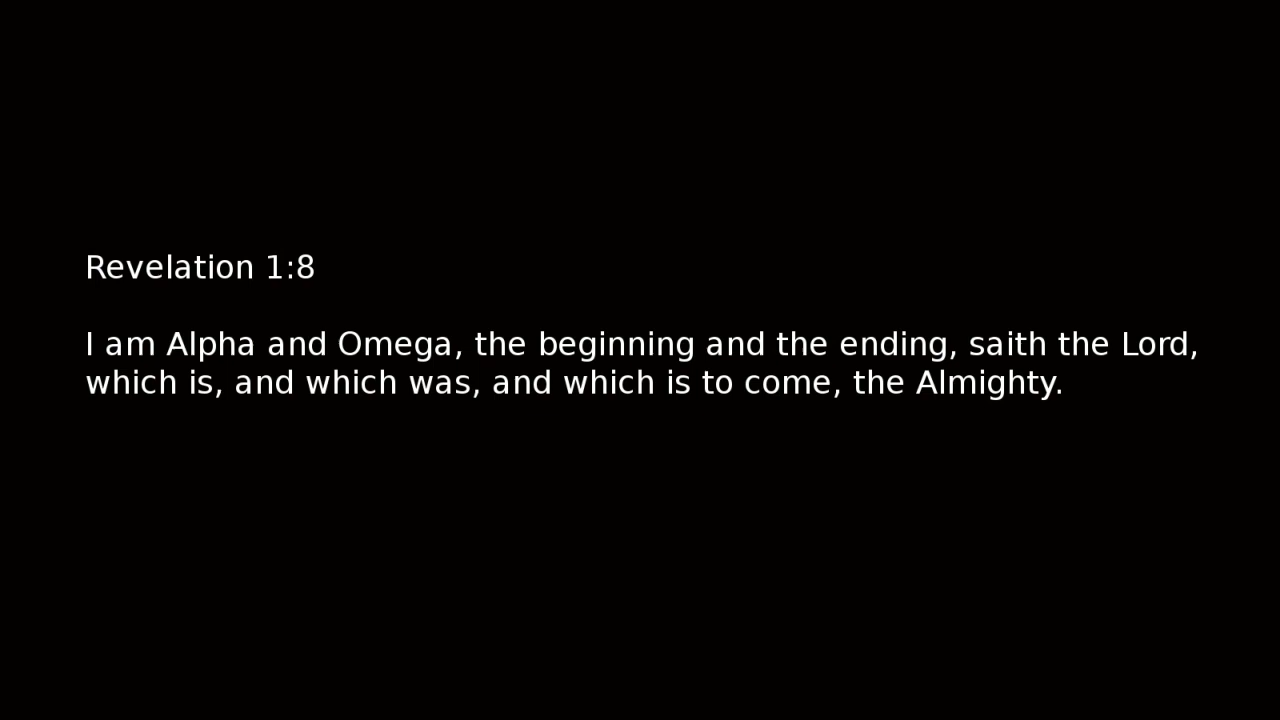 Revelation 1:8
I am Alpha and Omega, the beginning and the ending, saith the Lord,
which is, and which was, and which is to come, the Almighty.